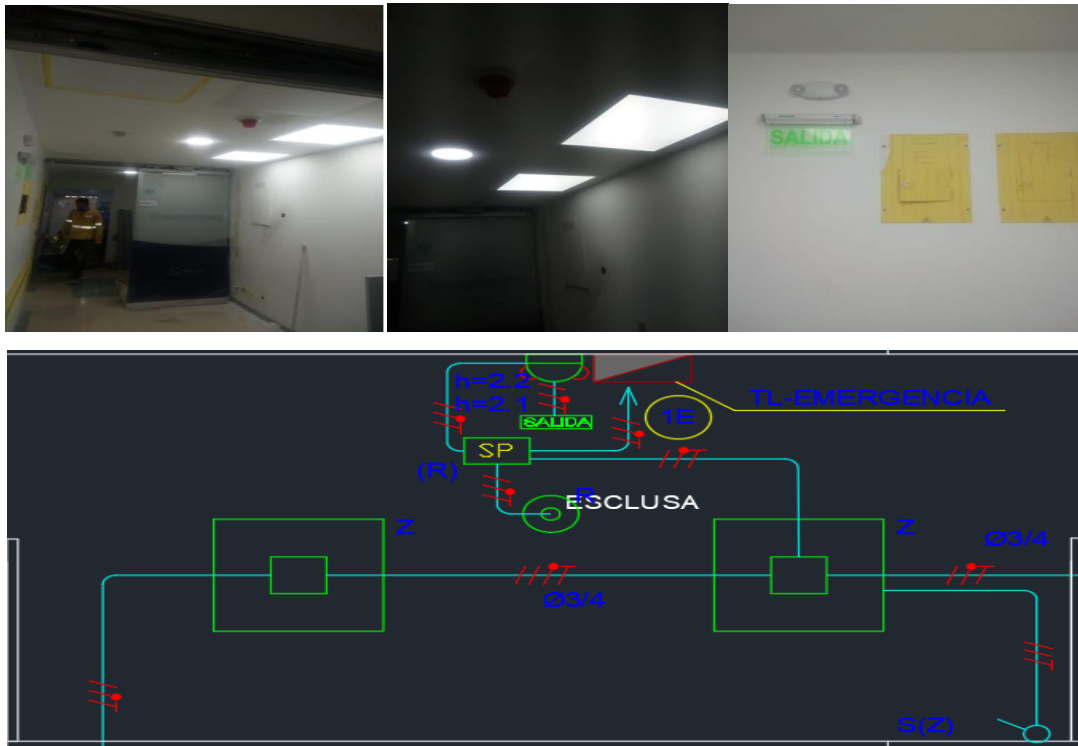 SALIDA
h=2.2
TL-EMERGENCIA
h=2.1
1E
SALIDA
SP
(R)
R
ESCLUSA
Z
Z
Ø3/4
Ø3/4
S(Z)